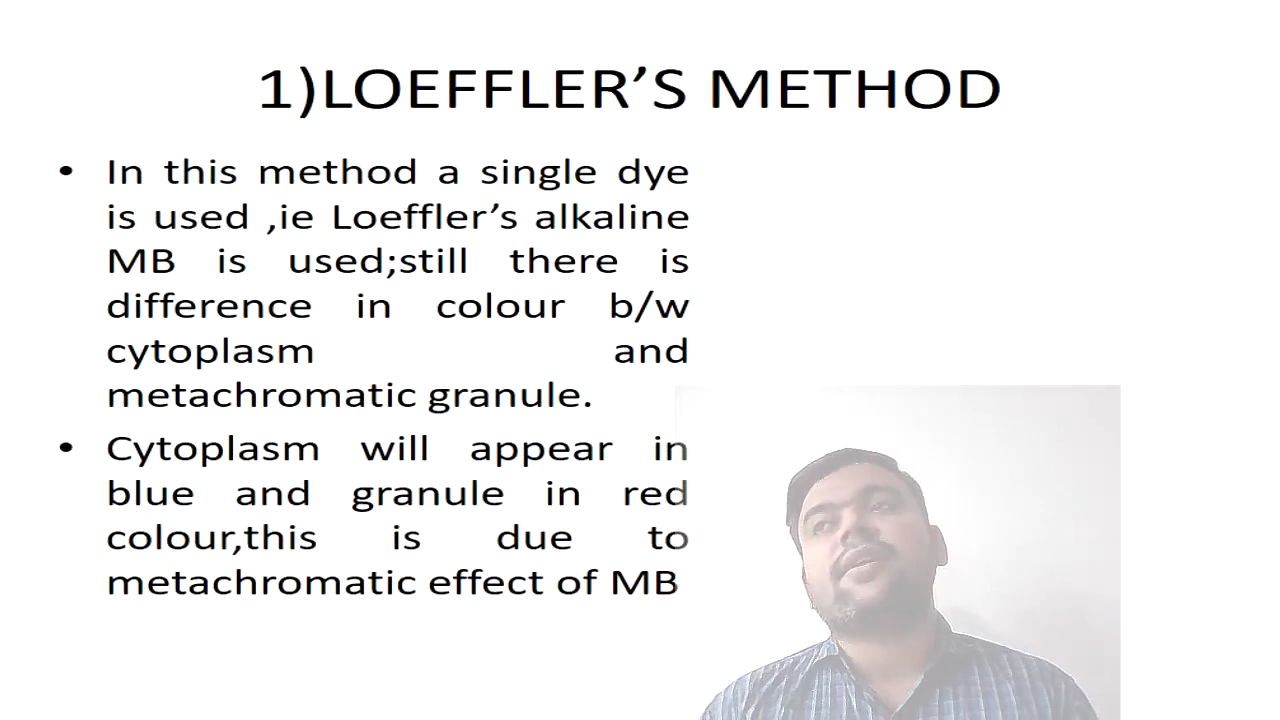 1)LOEFFLER’S METHOD
• In this method a single dye
is used ,ie Loeffler’s alkaline
MB is used;still there is
difference in colour b/w
cytoplasm and
metachromatic granule.
• Cytoplasm will appear in
blue and granule in red
colour,this is due to
metachromatic effect of MB